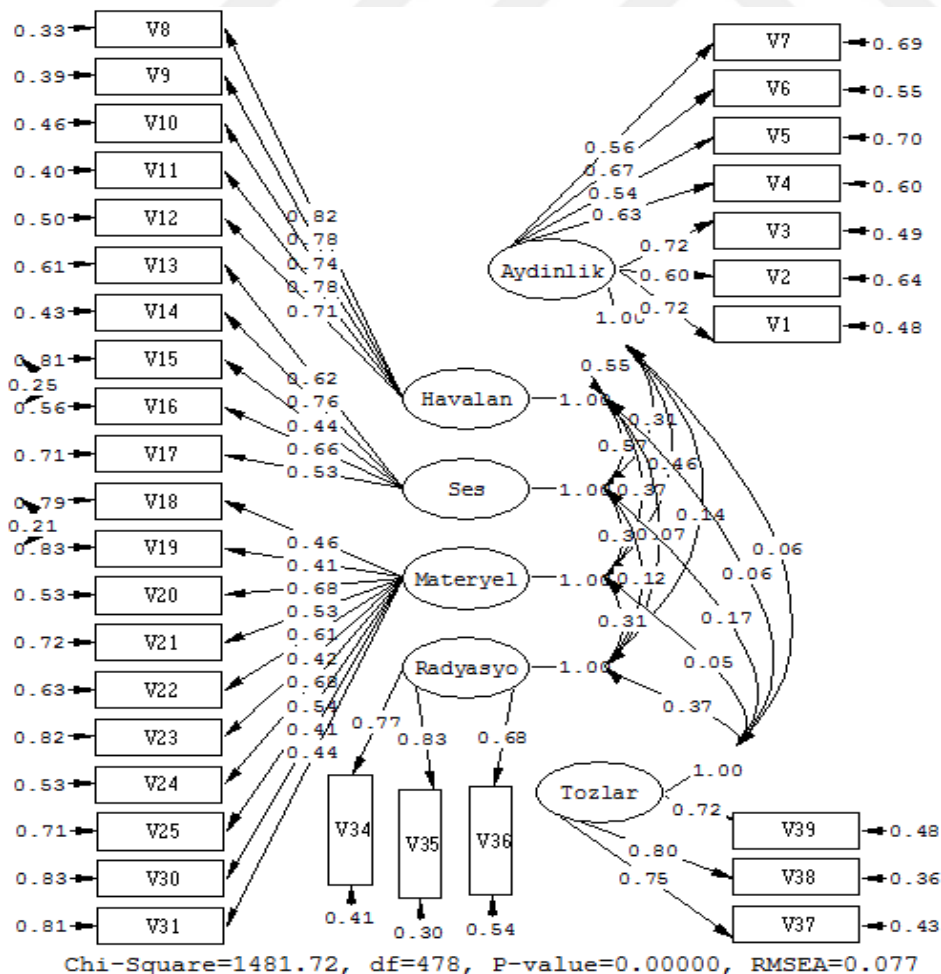 0.33 V8
0.39 V9
0.46 V10
0.40 V11
0.50 V12
0.61 V13
0.43 V14
0.81 V15
0.25
0.56 V16
0.71 V17
0.79 V18
0.21
0.83 V19
0.53 V20
0.72 V21
0.63 V22
0.82 V23
0.53 V24
0.71 V25
0.83 V30
0.81 V31
0.82
0.78
0.74
0.78
0.71
0.62
0.76
0.44
0.66
0.53
0.46
0.41
0.68
0.53
0.61
0.42
0.68
0.54
0.41
0.44
V7 0.69
V6 0.55
V5 0.70
V4 0.60
V3 0.49
V2 0.64
V1 0.48
0.56
0.67
0.54
0.63
0.72
0.60
0.72
Aydinlik
1.00
Havalan 1.00
Ses 1.00
Materyel 1.00
Radyasyo 1.00
0.55
0.31
0.57
0.46
0.37
0.14
0.30
0.07
0.06
0.12
0.06
0.31
0.17
0.05
0.37
0.77
0.83
0.68
V34
V35
V36
0.41
0.30
0.54
Tozlar 1.00
0.72
0.80
0.75
V39 0.48
V38 0.36
V37 0.43
Chi-Square=1481.72, df=478, P-value=0.00000, RMSEA=0.077